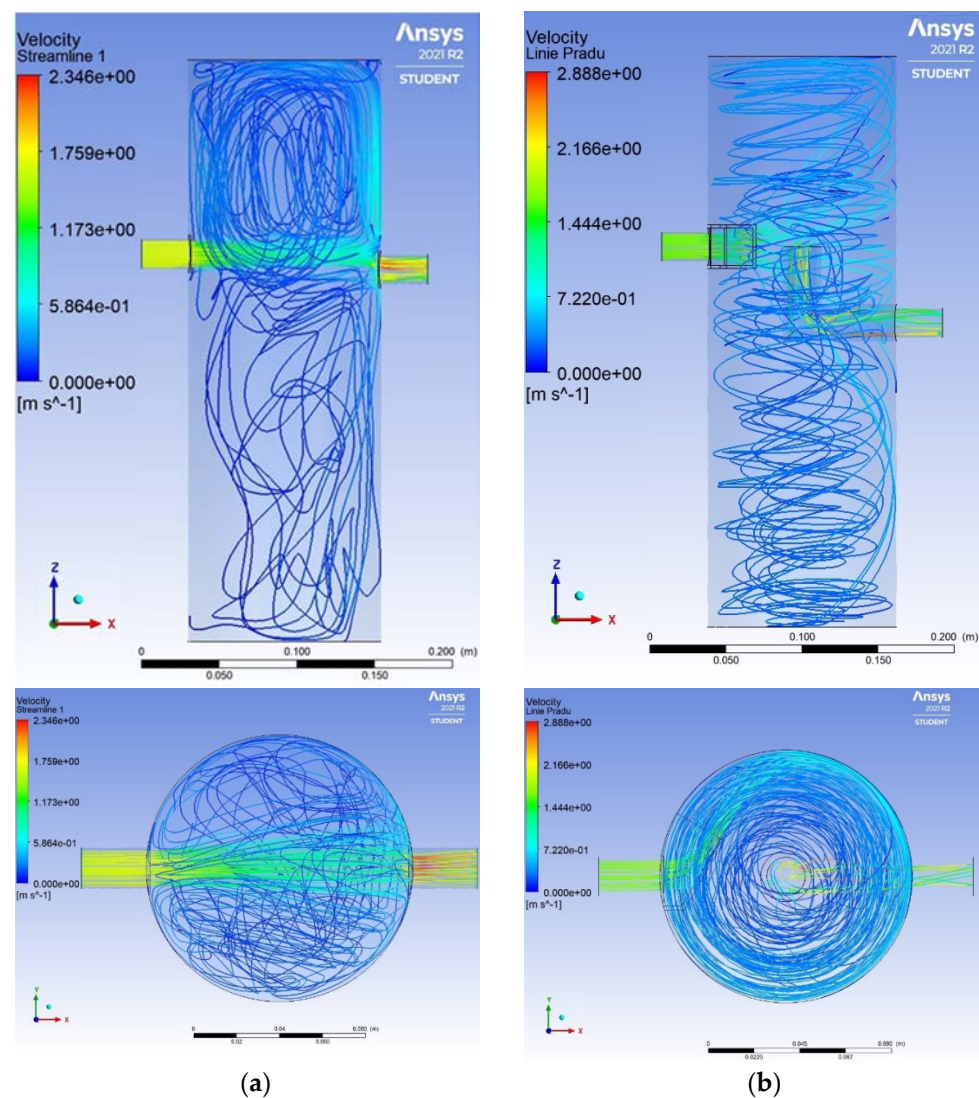 Velocity
Streamline 1
2.346e+00
1.759e+00
1.173e+00
5.864e-01
0.000e+00
[m s^-1]
Ansys
2021 R2
STUDENT
Z
X
0
0.100
0.200 (m)
0.050
0.150
Velocity
Linie Pradu
2.888e+00
2.166e+00
1.444e+00
7.220e-01
0.000e+00
[m s^-1]
Ansys
2021 R2
STUDENT
Z
X
0
0.100
0.200 (m)
0.050
0.150
Velocity
Streamline 1
2.346e+00
1.759e+00
1.173e+00
5.864e-01
0.000e+00
[m s^-1]
Ansys
2021 R2
STUDENT
Y
X
0
0.04
0.080 (m)
0.02
0.060
Velocity
Linie Pradu
2.888e+00
2.166e+00
1.444e+00
7.220e-01
0.000e+00
[m s^-1]
Ansys
2021 R2
STUDENT
Y
X
0
0.045
0.090 (m)
0.0225
0.067
(a)
(b)